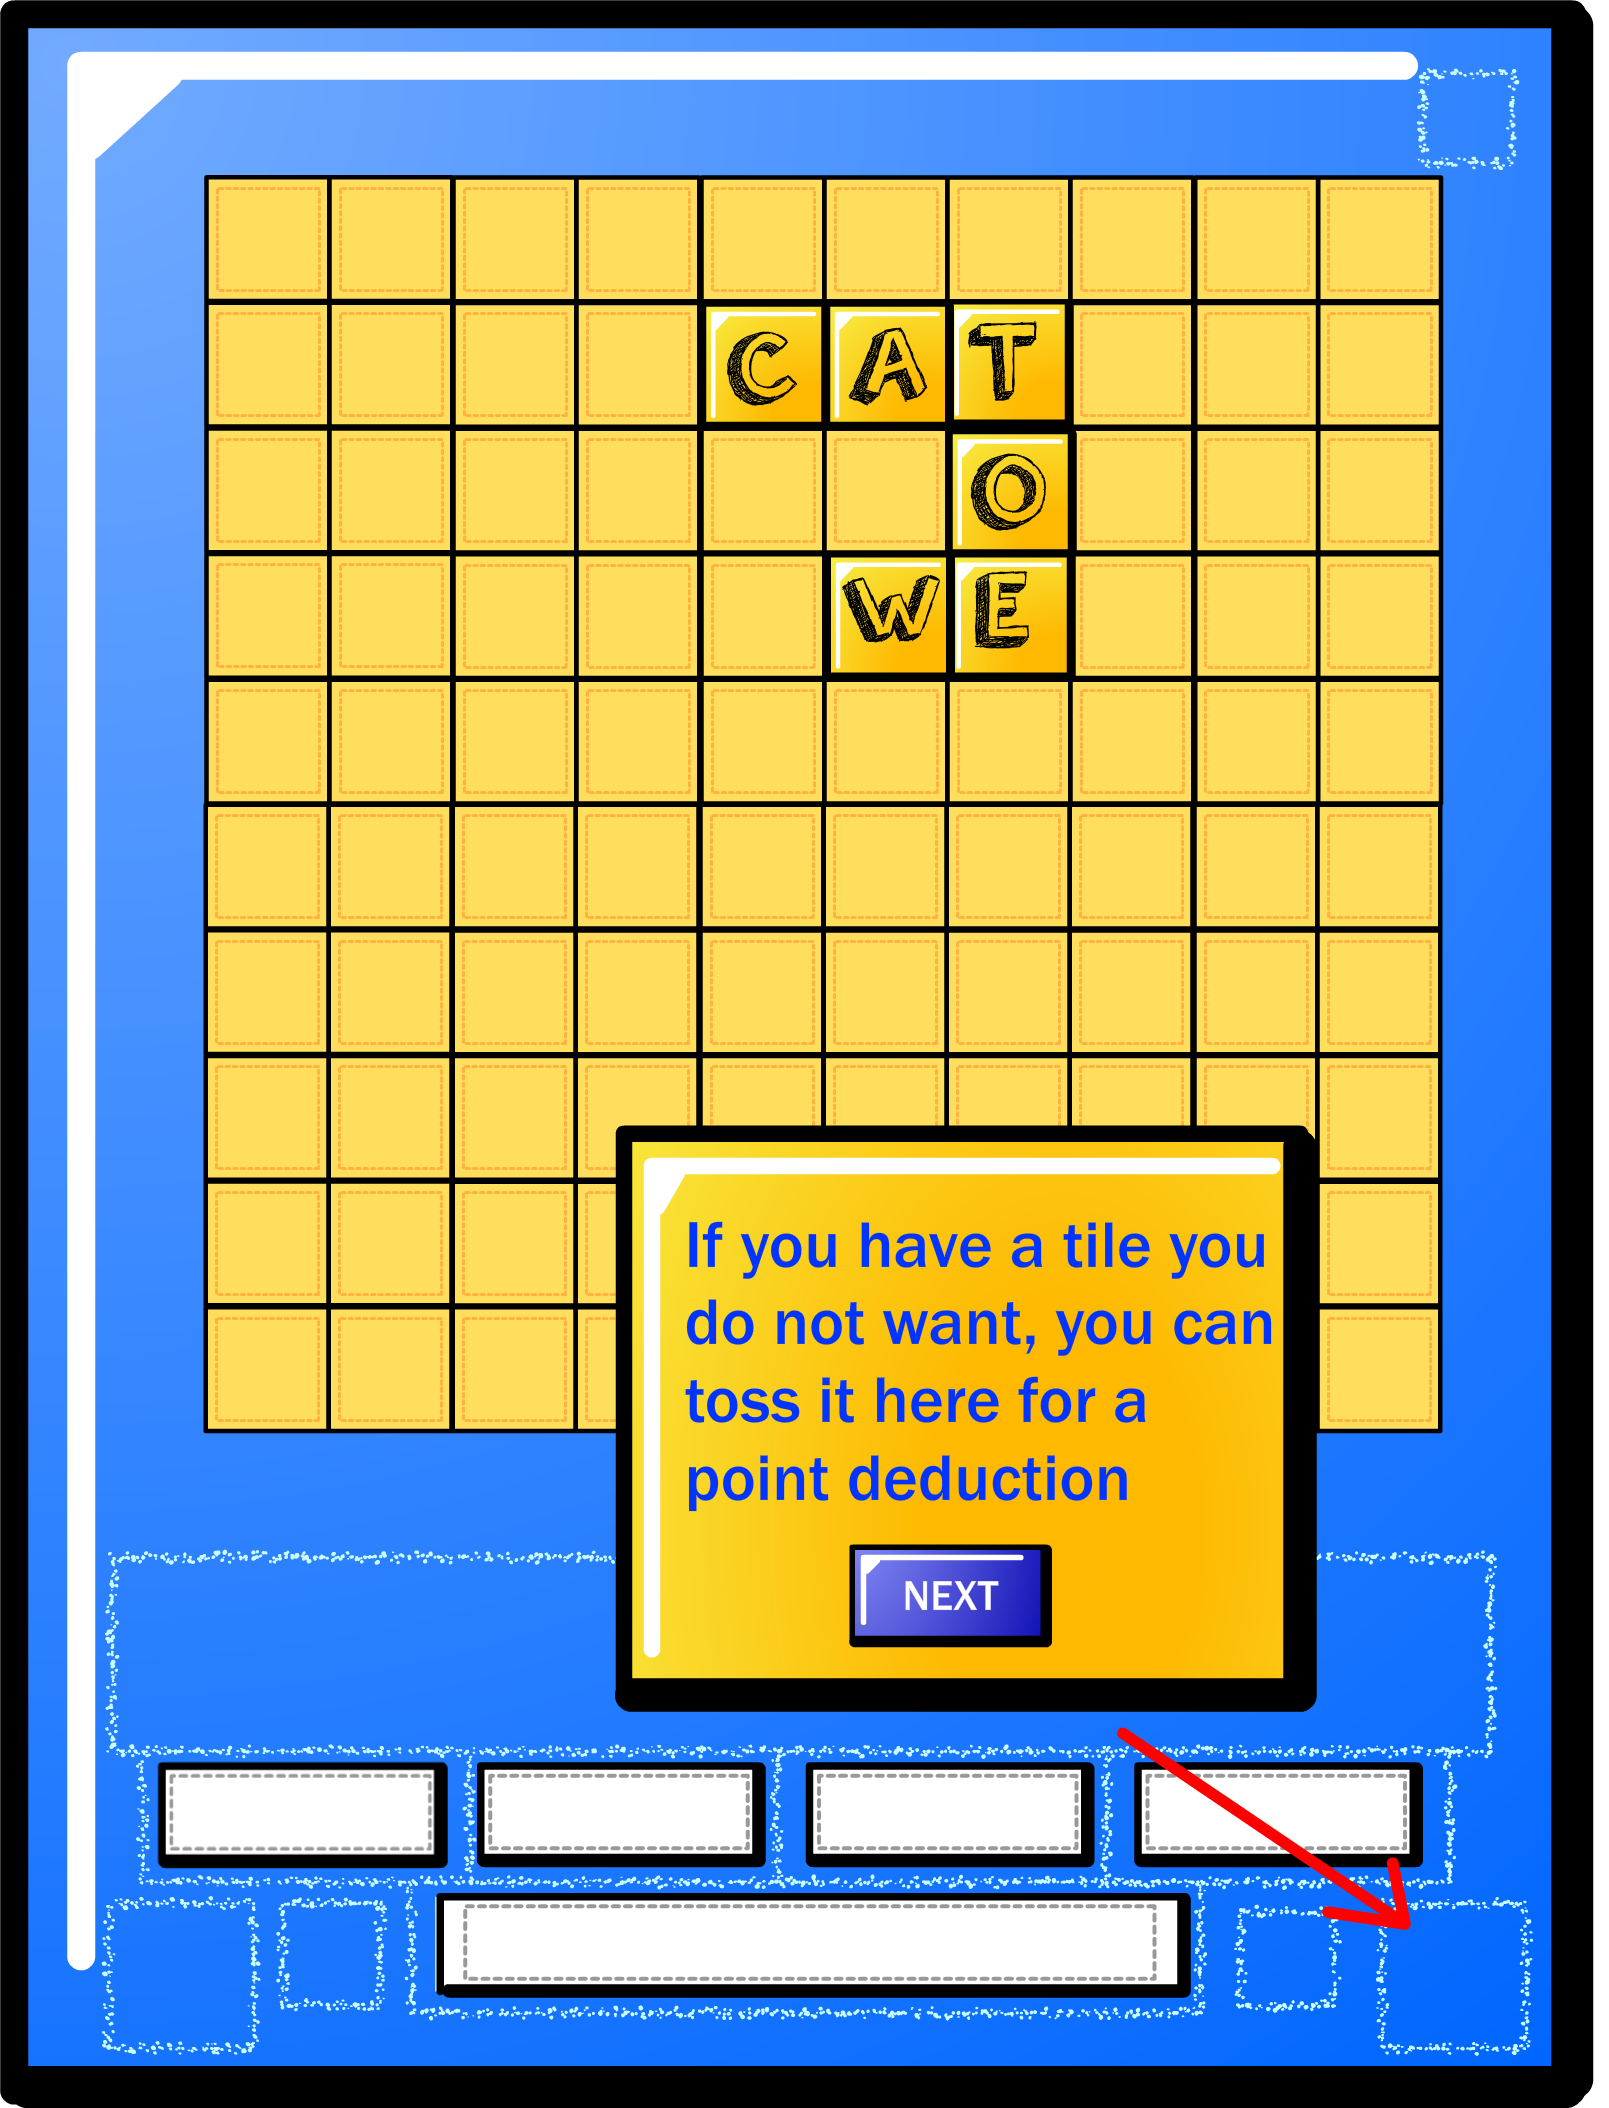 CAT
O
WE
If you have a tile you
do not want, you can
toss it here for a
point deduction
NEXT